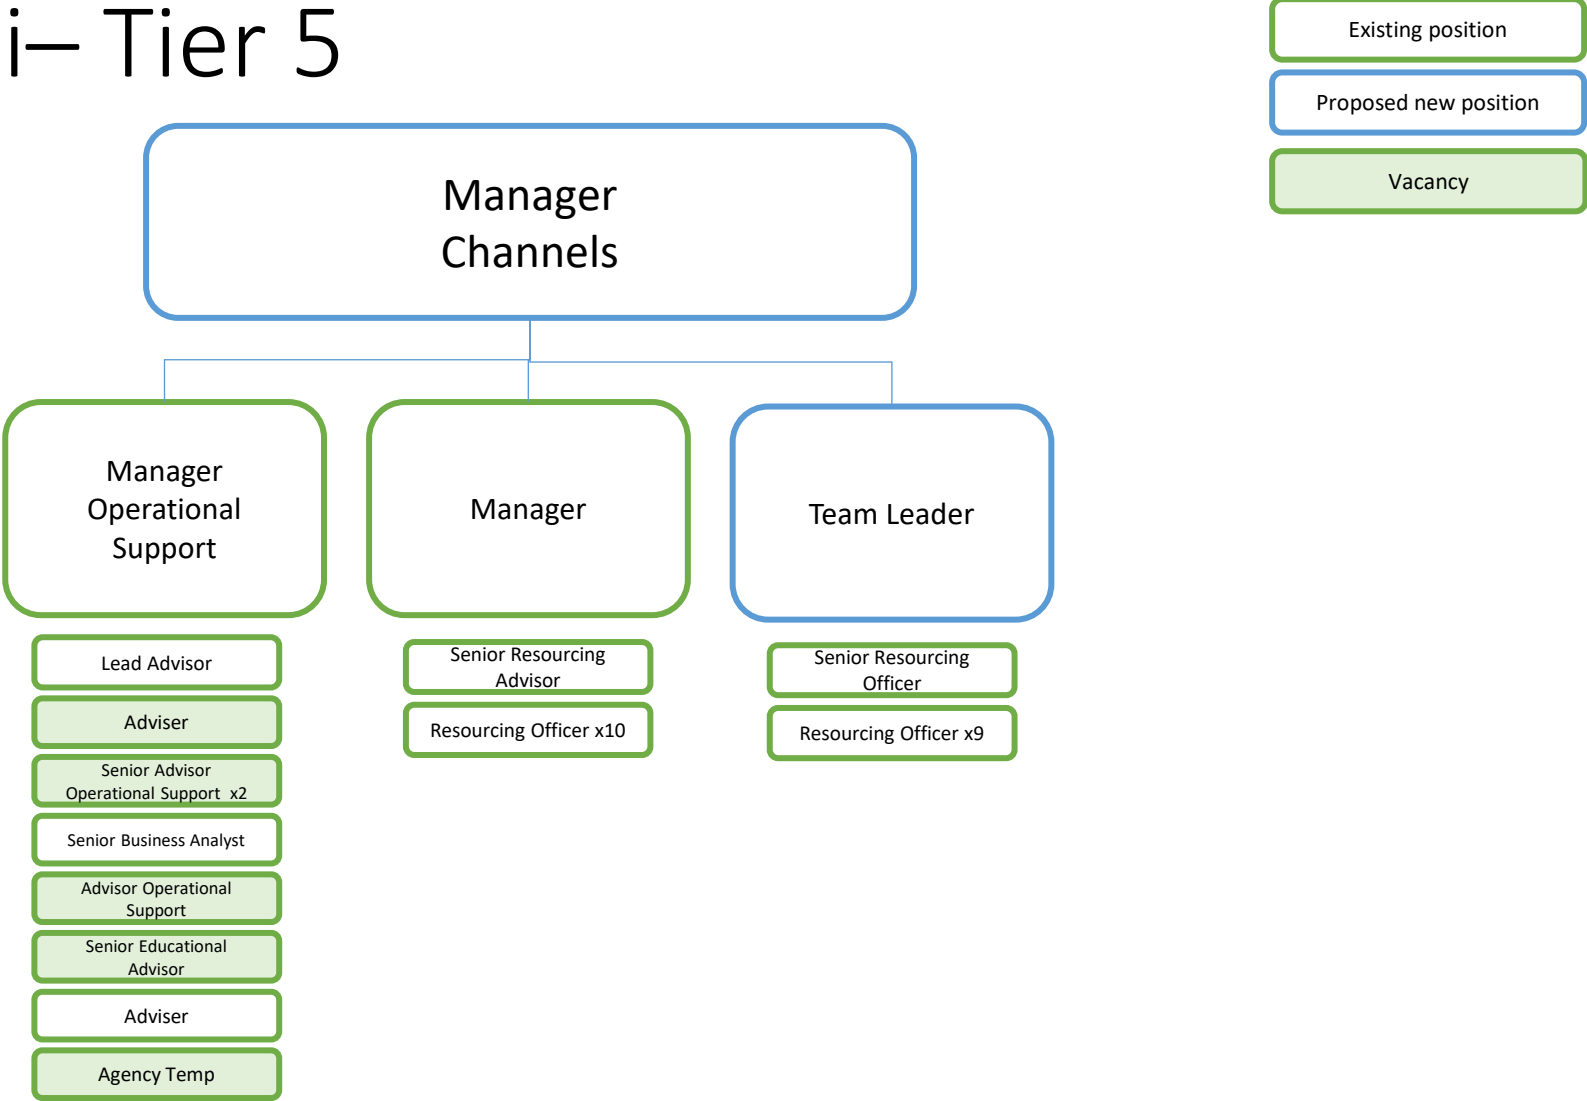 i– Tier 5
Existing position
Proposed new position
Vacancy
Manager
Channels
Manager
Operational
Support
Manager
Team Leader
Lead Advisor
Adviser
Senior Advisor
Operational Support  x2
Senior Business Analyst
Advisor Operational
Support
Senior Educational
Advisor
Adviser
Agency Temp
Senior Resourcing
Advisor
Resourcing Officer x10
Senior Resourcing
Officer
Resourcing Officer x9